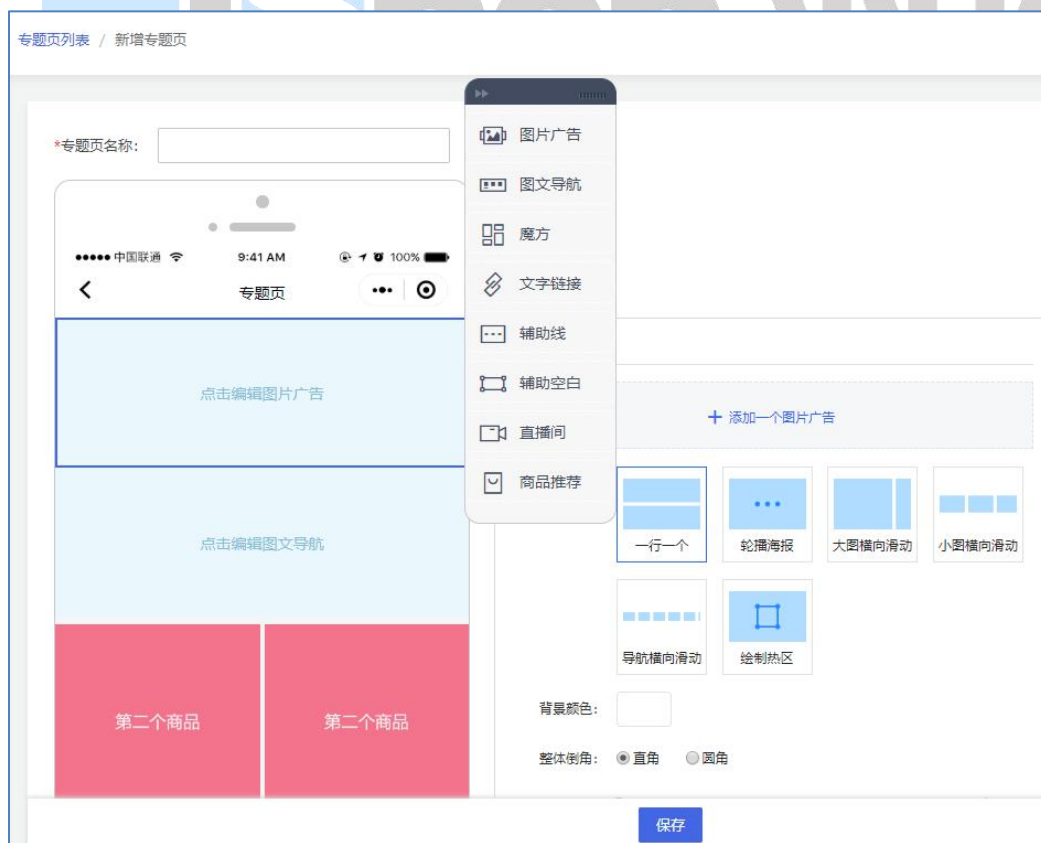 专题页列表 / 新增专题页
*专题页名称:
中国联通 9:41 AM 100%
专题页
点击编辑图片广告
点击编辑图文导航
第二个商品 第二个商品
图片广告
图文导航
魔方
文字链接
辅助线
辅助空白
直播间
商品推荐
+ 添加一个图片广告
一行一个 轮播海报 大图横向滑动 小图横向滑动
导航横向滑动 绘制热区
背景颜色:
整体倒角: 直角 圆角
保存